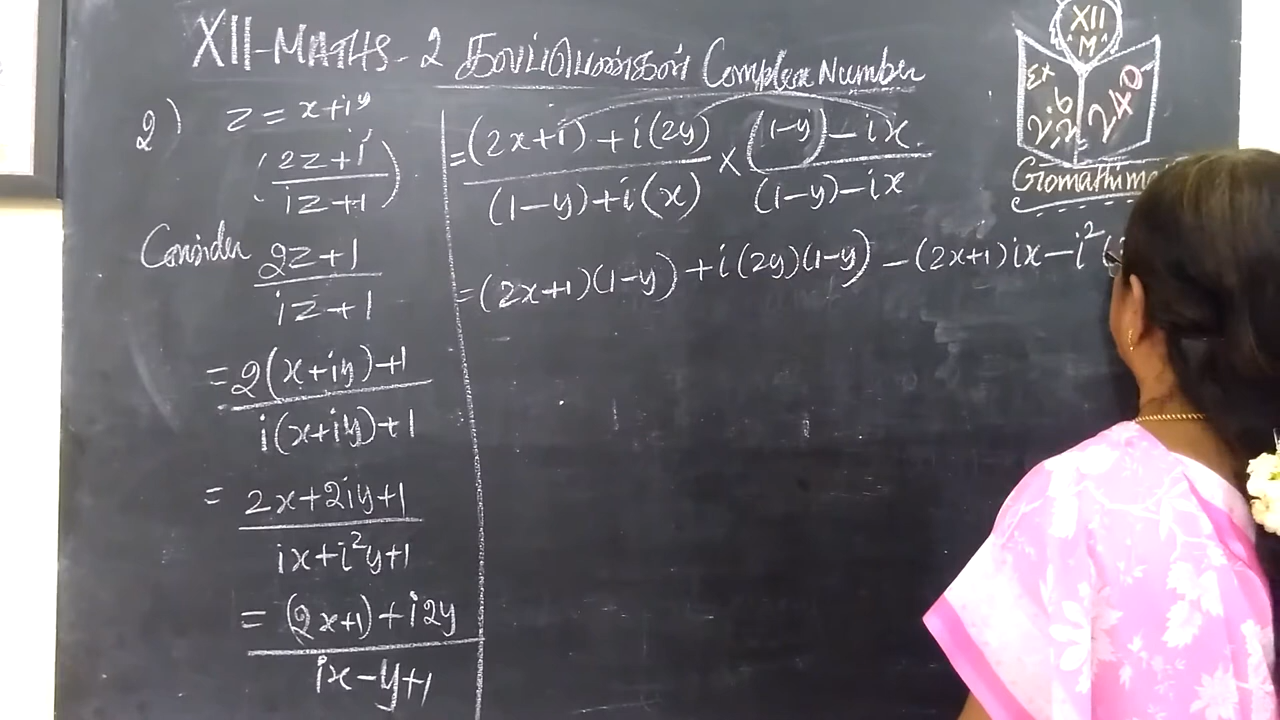 XII-MATHS - 2 Complex Number
XII
M
Ex
2.6
2,2
240
2) z = x+iy
(2z+i / iz+1)
Consider 2z+1 / iz+1
= 2(x+iy)+1 / i(x+iy)+1
= 2x+2iy+1 / ix+i²y+1
= (2x+1)+i2y / ix-y+1
= (2x+1)+i(2y) / (1-y)+i(x) × (1-y)-ix / (1-y)-ix
= (2x+1)(1-y)+i(2y)(1-y) - (2x+1)ix - i²(